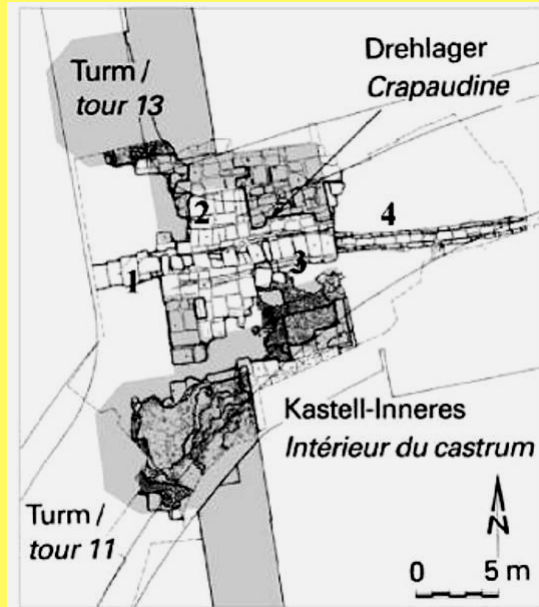 Turm /
tour 13
Drehlager
Crapaudine
2
4
1
3
Kastell-Inneres
Intérieur du castrum
Turm /
tour 11
N
0 5 m